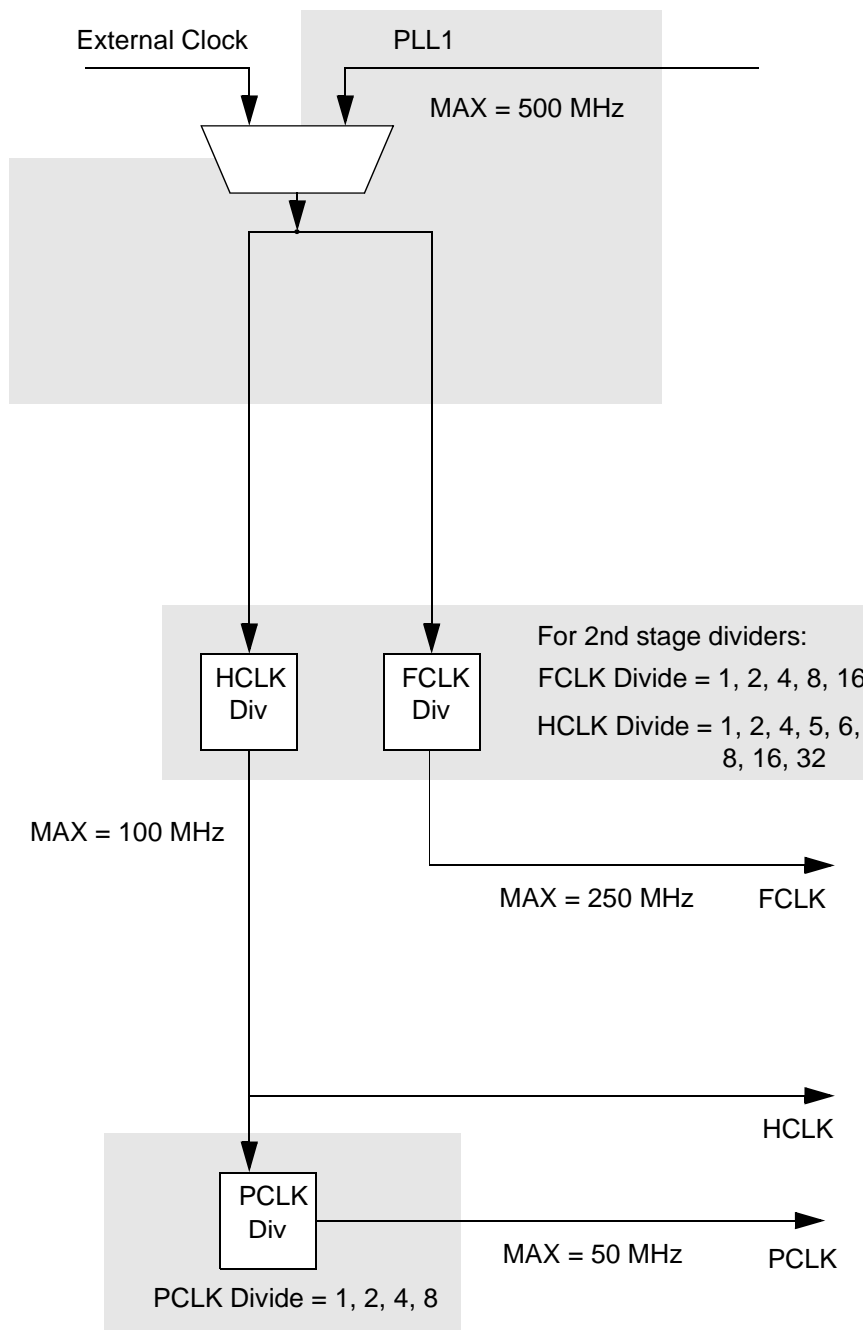 External Clock
PLL1
MAX = 500 MHz
For 2nd stage dividers:
HCLK
Div
FCLK
Div
FCLK Divide = 1, 2, 4, 8, 16
HCLK Divide = 1, 2, 4, 5, 6,
8, 16, 32
MAX = 100 MHz
MAX = 250 MHz
FCLK
HCLK
PCLK
Div
MAX = 50 MHz
PCLK
PCLK Divide = 1, 2, 4, 8